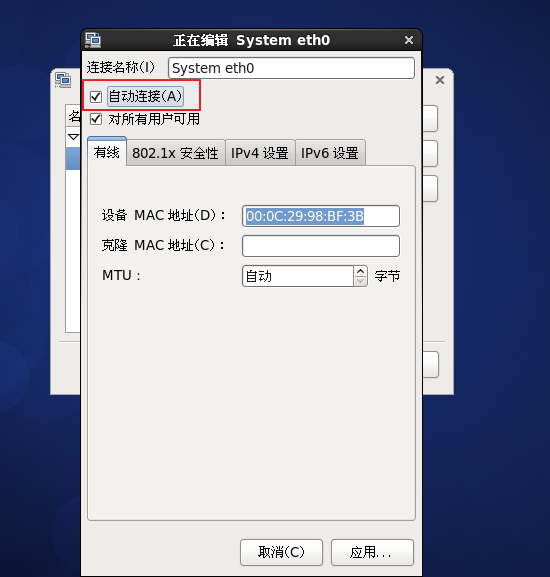 正在编辑 System eth0
连接名称(I) System eth0
自动连接(A)
名
对所有用户可用
有线 802.1x 安全性 IPv4 设置 IPv6 设置
设备 MAC 地址(D)： 00:0C:29:98:BF:3B
克隆 MAC 地址(C)：
MTU： 自动 字节
取消(C) 应用...